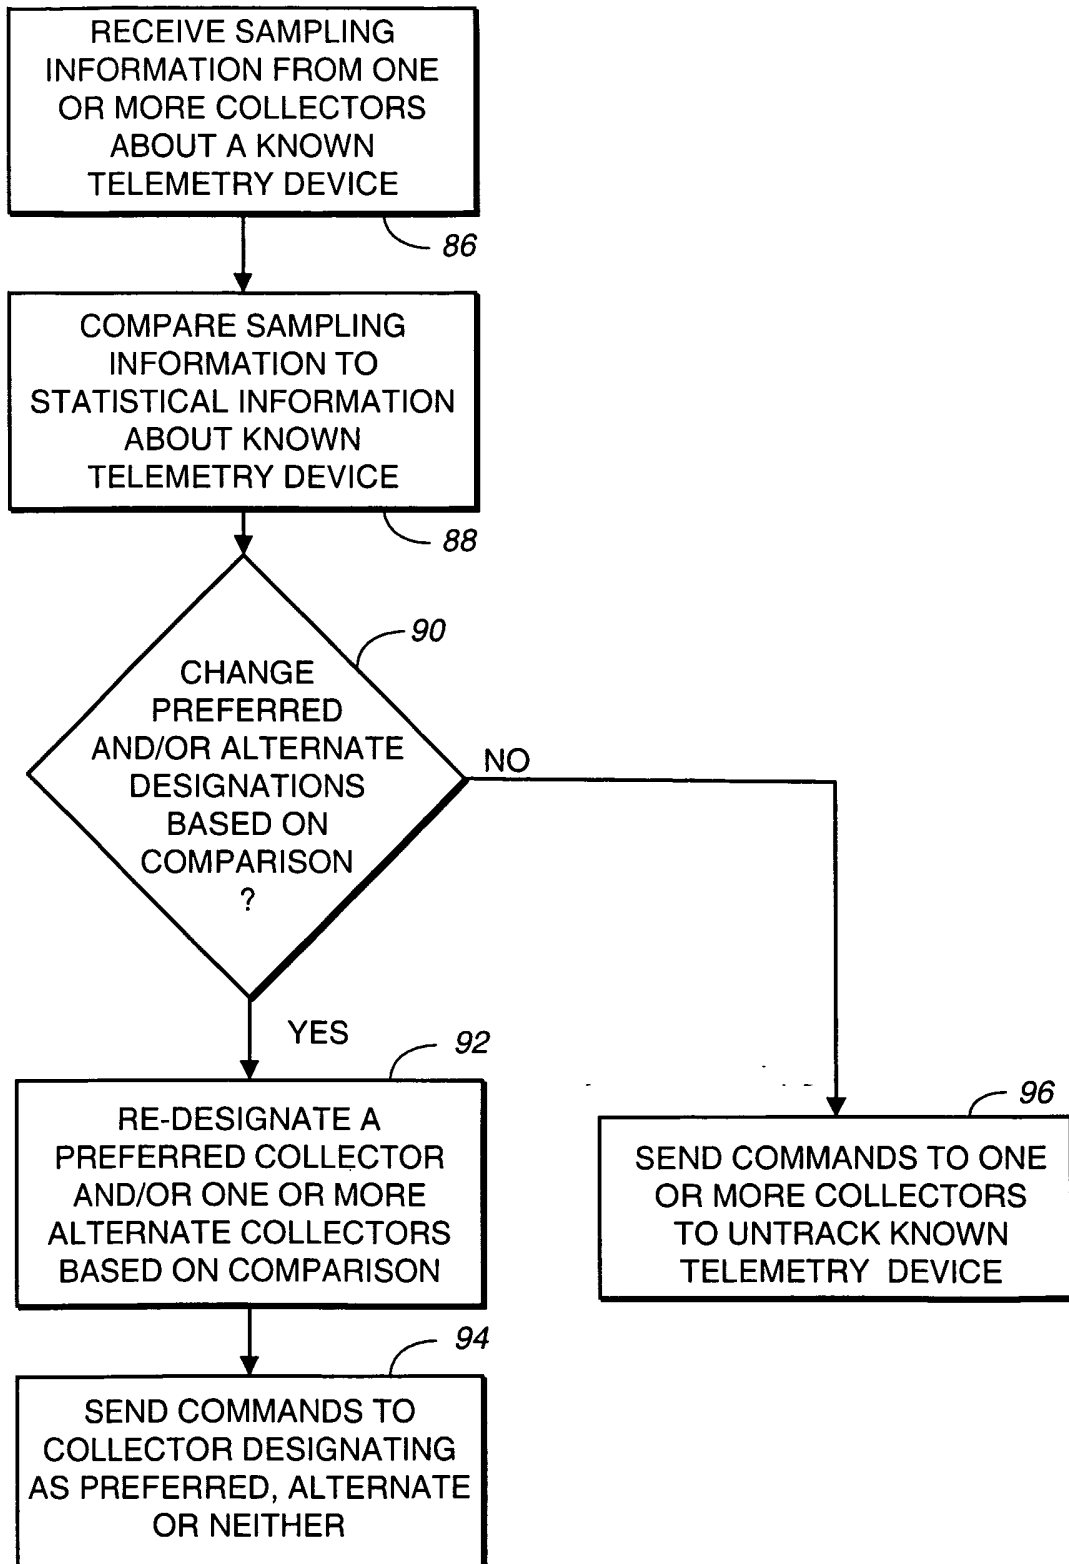 RECEIVE SAMPLING
INFORMATION FROM ONE
OR MORE COLLECTORS
ABOUT A KNOWN
TELEMETRY DEVICE
86
COMPARE SAMPLING
INFORMATION TO
STATISTICAL INFORMATION
ABOUT KNOWN
TELEMETRY DEVICE
88
90
CHANGE
PREFERRED
AND/OR ALTERNATE
DESIGNATIONS
BASED ON
COMPARISON
?
NO
YES
92
RE-DESIGNATE A
PREFERRED COLLECTOR
AND/OR ONE OR MORE
ALTERNATE COLLECTORS
BASED ON COMPARISON
96
SEND COMMANDS TO ONE
OR MORE COLLECTORS
TO UNTRACK KNOWN
TELEMETRY DEVICE
94
SEND COMMANDS TO
COLLECTOR DESIGNATING
AS PREFERRED, ALTERNATE
OR NEITHER